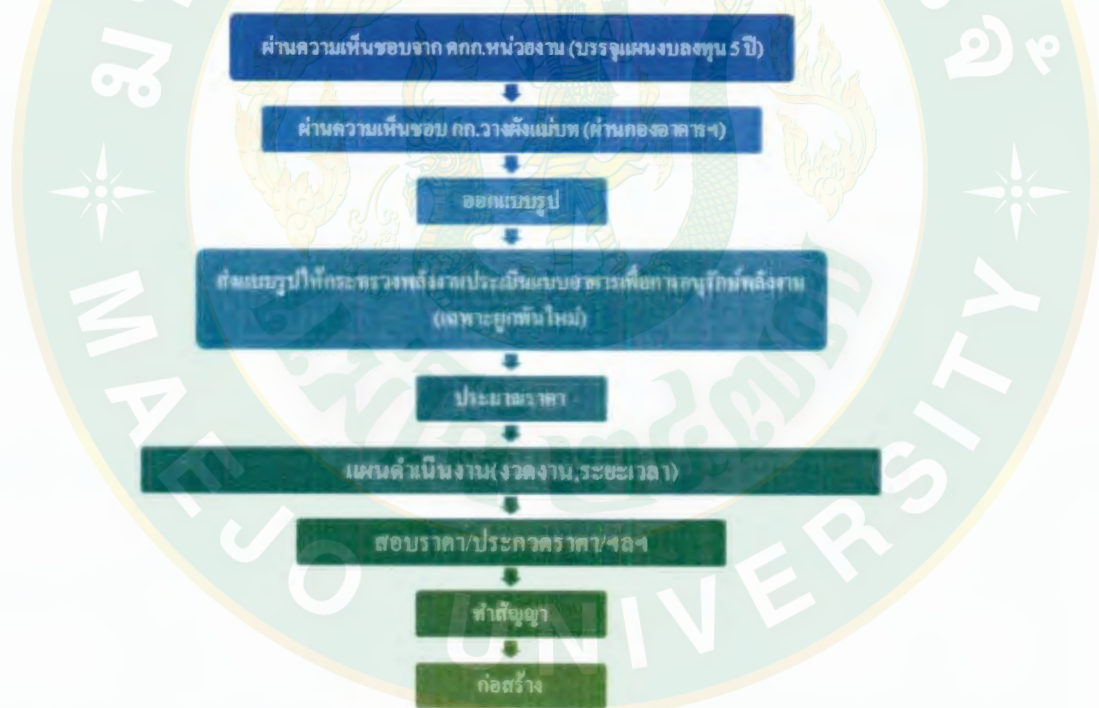 ผ่านความเห็นชอบจาก คกก.หน่วยงาน (บรรจุแผนงบลงทุน 5 ปี)
ผ่านความเห็นชอบ กก.วางผังแม่บท (ผ่านกองอาคารฯ)
ออกแบบรูป
ส่งแบบรูปให้กระทรวงพลังงานประเมินแบบอาคารเพื่อการอนุรักษ์พลังงาน
(เฉพาะผูกพันใหม่)
ประมาณราคา
แผนดำเนินงาน(งวดงาน,ระยะเวลา)
สอบราคา/ประกวดราคา/ฯลฯ
ทำสัญญา
ก่อสร้าง
MAEJO UNIVERSITY